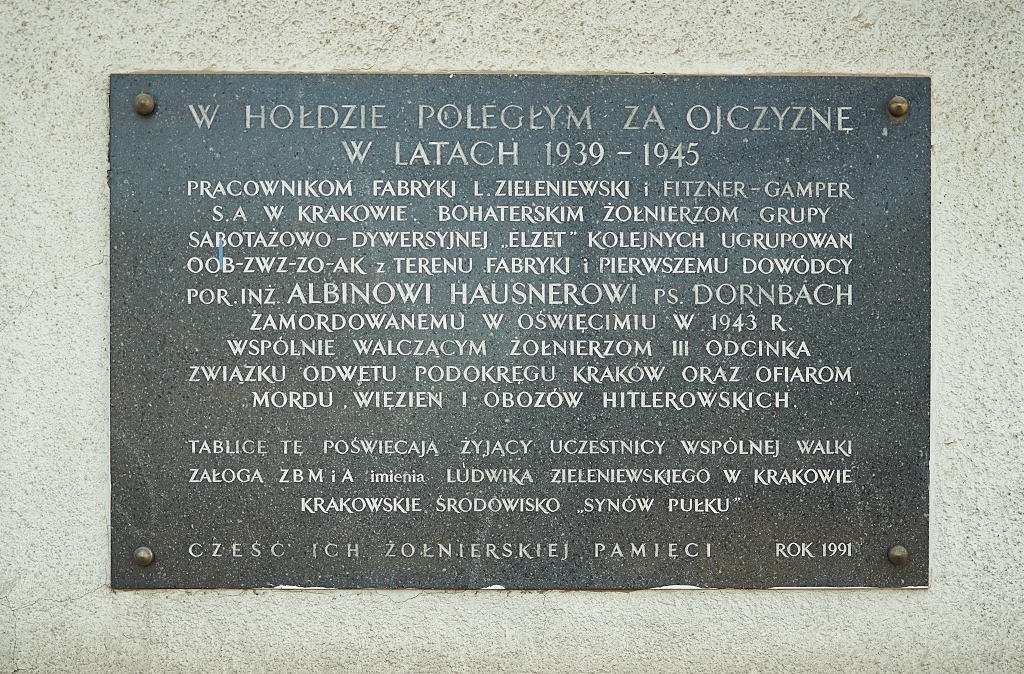 W HOŁDZIE POLEGŁYM ZA OJCZYZNĘ
W LATACH 1939 – 1945
PRACOWNIKOM FABRYKI L. ZIELENIEWSKI i FITZNER-GAMPER
S.A W KRAKOWIE. BOHATERSKIM ŻOŁNIERZOM GRUPY
SABOTAŻOWO-DYWERSYJNEJ „ELZET” KOLEJNYCH UGRUPOWAN
OOB-ZWZ-ZO-AK z TERENU FABRYKI i PIERWSZEMU DOWÓDCY
POR. INŻ. ALBINOWI HAUSNEROWI PS. DORNBACH
ZAMORDOWANEMU W OŚWIĘCIMIU W 1943 R.
WSPÓLNIE WALCZĄCYM ŻOŁNIERZOM III ODCINKA
ZWIĄZKU ODWETU PODOKRĘGU KRAKÓW ORAZ OFIAROM
MORDU, WIĘZIEN I OBOZÓW HITLEROWSKICH.
TABLICĘ TĘ POŚWIĘCAJĄ ŻYJĄCY UCZESTNICY WSPÓLNEJ WALKI
ZAŁOGA Z.B M i A imienia LUDWIKA ZIELENIEWSKIEGO W KRAKOWIE
KRAKOWSKIE ŚRODOWISKO „SYNÓW PUŁKU”
CZEŚĆ ICH ŻOŁNIERSKIEJ PAMIĘCI ROK 1991